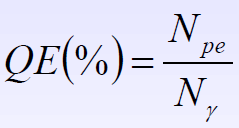 QE(%) = N_pe / N_γ